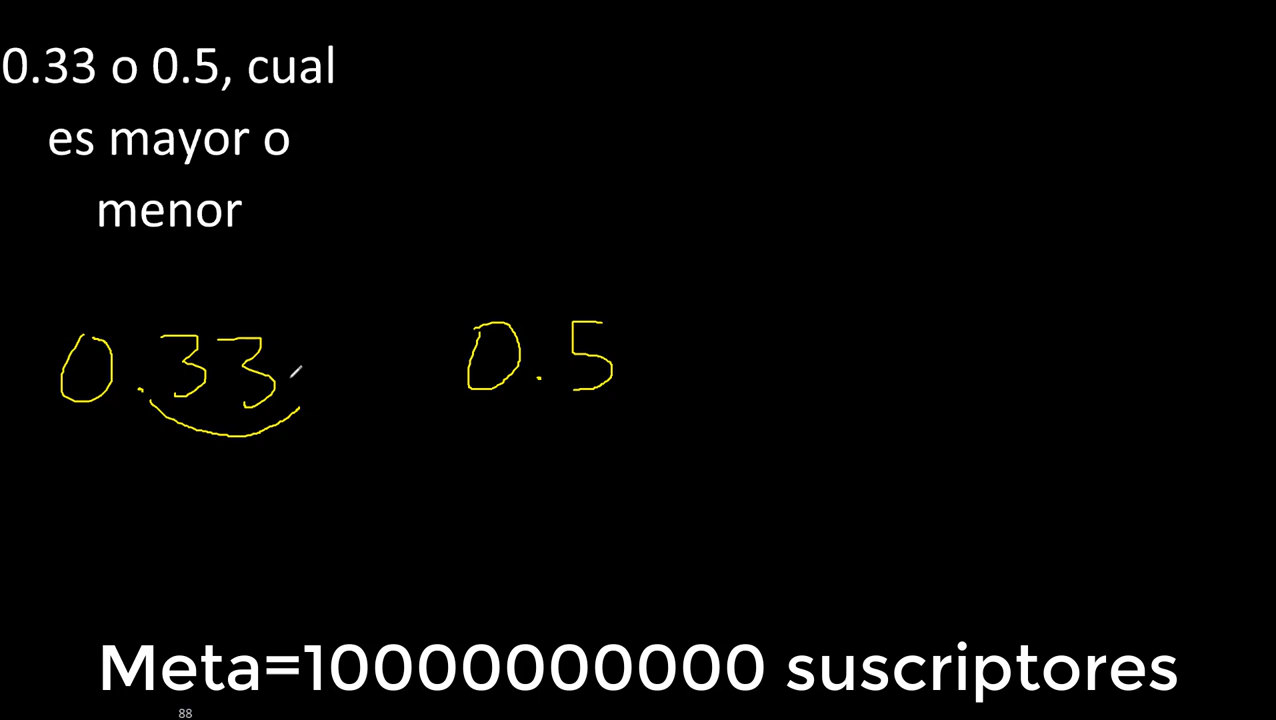 0.33 o 0.5, cual
es mayor o
menor
0.33 0.5
Meta=10000000000 suscriptores
88